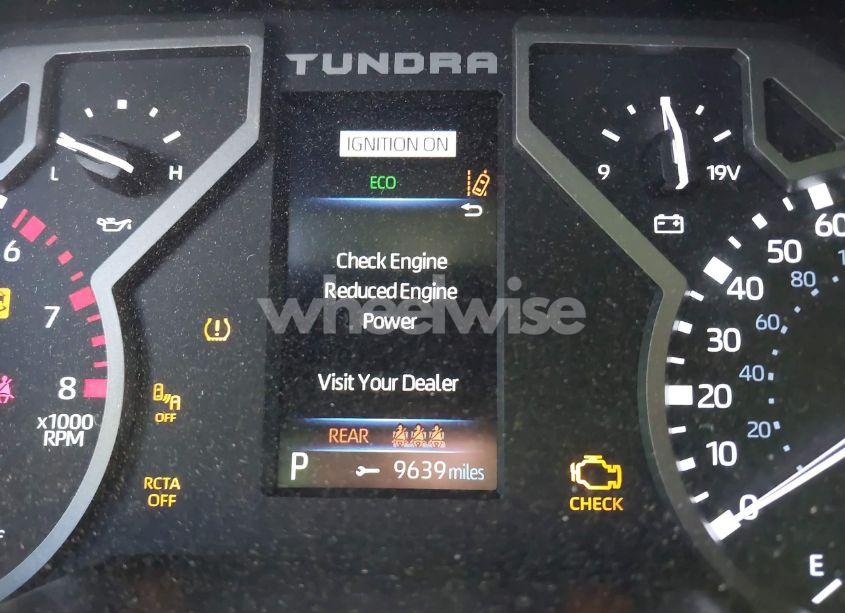 TUNDRA
IGNITION ON
ECO
L H
9 19V
6
7
8
x1000
RPM
Check Engine
Reduced Engine
Power
Visit Your Dealer
REAR
P 9639 miles
A
OFF
RCTA
OFF
CHECK
60
50
40
30
20
10
0
80
60
40
20
E
wheelwise